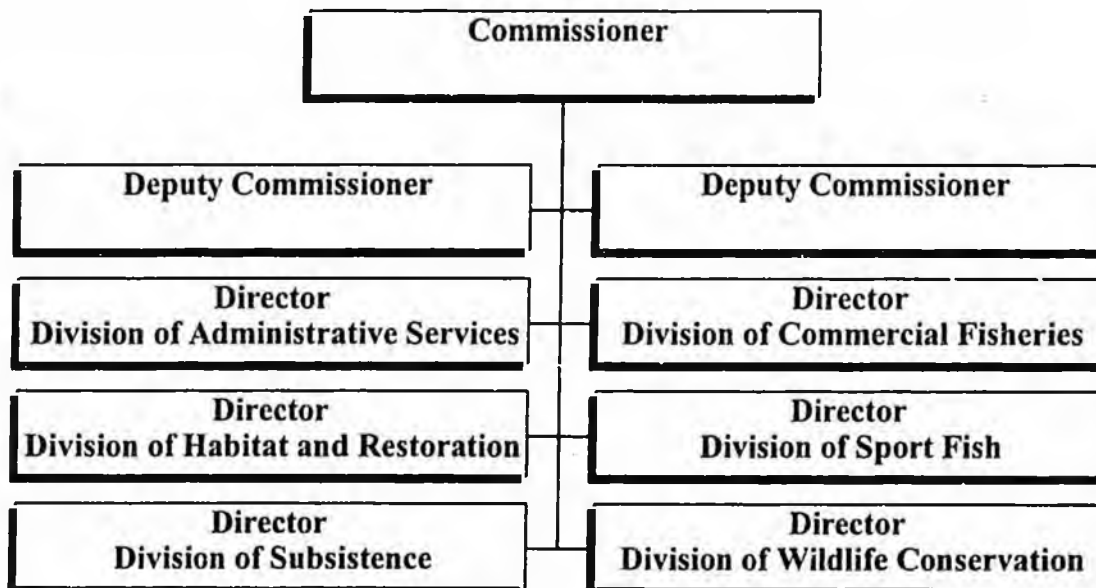 Commissioner
Deputy Commissioner
Deputy Commissioner
Director
Division of Administrative Services
Director
Division of Commercial Fisheries
Director
Division of Habitat and Restoration
Director
Division of Sport Fish
Director
Division of Subsistence
Director
Division of Wildlife Conservation